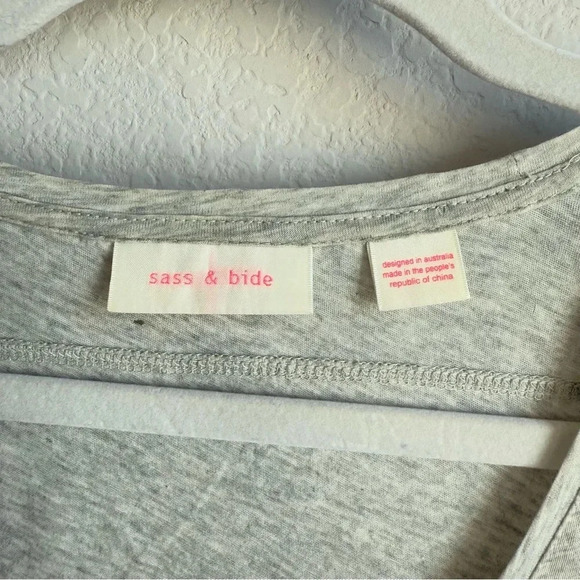 sass & bide
designed in australia
made in the people's
republic of china